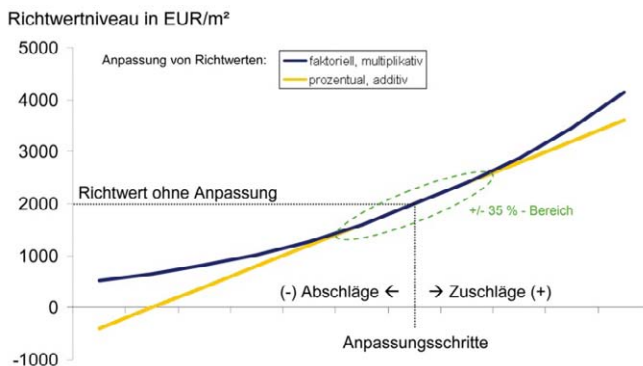 Richtwertniveau in EUR/m²
Anpassung von Richtwerten:
faktoriell, multiplikativ
prozentual, additiv
5000
4000
3000
2000
1000
0
-1000
Richtwert ohne Anpassung
+/- 35 % - Bereich
(-) Abschläge ← → Zuschläge (+)
Anpassungsschritte